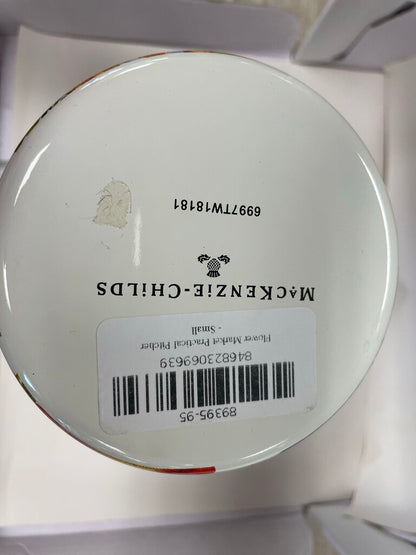 89395-95
846823069639
Flower Market Practical Pitcher
- Small
MACKENZiE-CHiLDS
6997TW18181